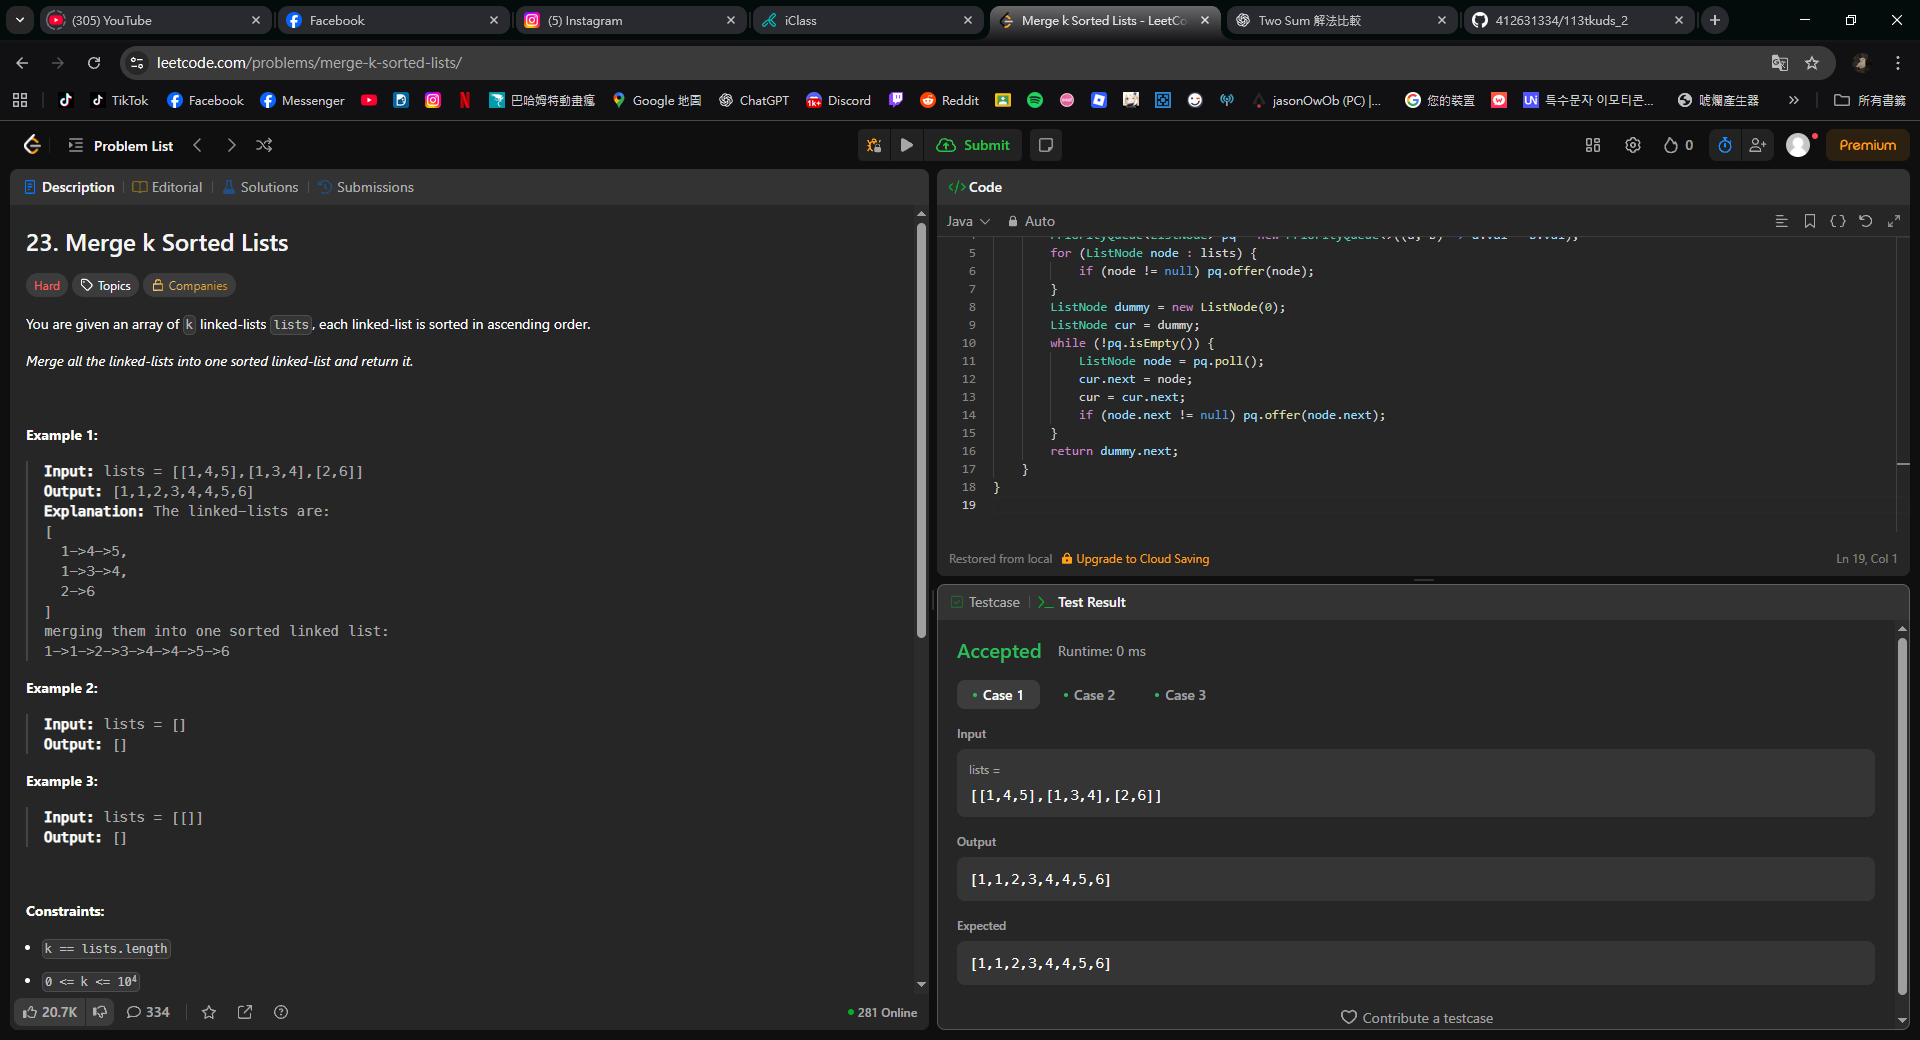 (305) YouTube
Facebook
(5) Instagram
iClass
Merge k Sorted Lists - LeetCo
Two Sum 解法比較
412631334/113tkuds_2
leetcode.com/problems/merge-k-sorted-lists/
TikTok
Facebook
Messenger
巴哈姆特動畫瘋
Google 地圖
ChatGPT
Discord
Reddit
jasonOwOb (PC) |...
您的裝置
특수문자 이모티콘...
唬爛產生器
所有書籤
Problem List
Submit
0
Premium
Description
Editorial
Solutions
Submissions
23. Merge k Sorted Lists
Hard
Topics
Companies
You are given an array of k linked-lists lists, each linked-list is sorted in ascending order.
Merge all the linked-lists into one sorted linked-list and return it.
Example 1:
Input: lists = [[1,4,5],[1,3,4],[2,6]]
Output: [1,1,2,3,4,4,5,6]
Explanation: The linked-lists are:
[
1->4->5,
1->3->4,
2->6
]
merging them into one sorted linked list:
1->1->2->3->4->4->5->6
Example 2:
Input: lists = []
Output: []
Example 3:
Input: lists = [[]]
Output: []
Constraints:
k == lists.length
0 <= k <= 10⁴
20.7K
334
281 Online
</> Code
Java
Auto
5 for (ListNode node : lists) {
6 if (node != null) pq.offer(node);
7 }
8 ListNode dummy = new ListNode(0);
9 ListNode cur = dummy;
10 while (!pq.isEmpty()) {
11 ListNode node = pq.poll();
12 cur.next = node;
13 cur = cur.next;
14 if (node.next != null) pq.offer(node.next);
15 }
16 return dummy.next;
17 }
18 }
19
Restored from local
Upgrade to Cloud Saving
Ln 19, Col 1
Testcase
Test Result
Accepted
Runtime: 0 ms
Case 1
Case 2
Case 3
Input
lists =
[[1,4,5],[1,3,4],[2,6]]
Output
[1,1,2,3,4,4,5,6]
Expected
[1,1,2,3,4,4,5,6]
Contribute a testcase